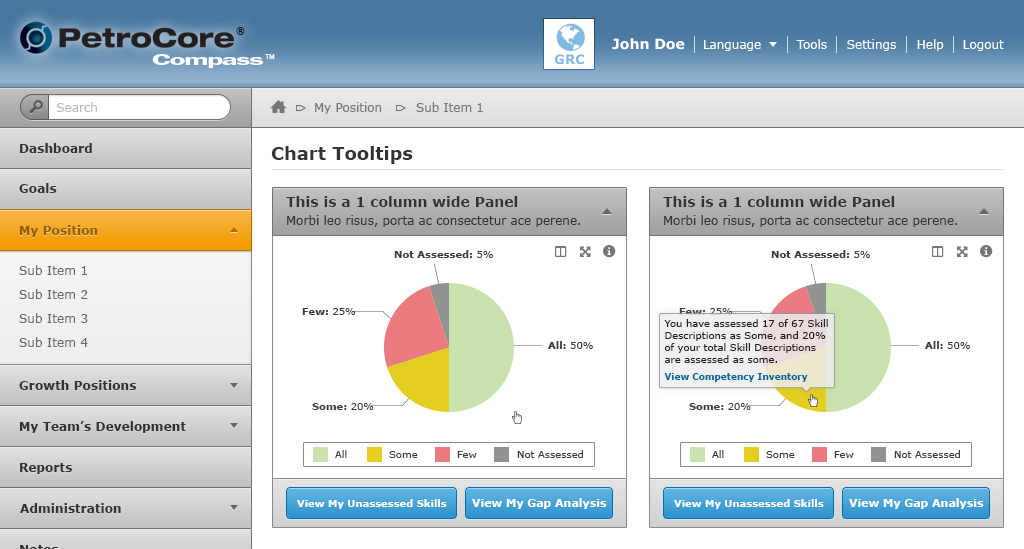 PetroCore®
Compass™
GRC
John Doe
Language
Tools
Settings
Help
Logout
Search
My Position
Sub Item 1
Dashboard
Goals
My Position
Sub Item 1
Sub Item 2
Sub Item 3
Sub Item 4
Growth Positions
My Team’s Development
Reports
Administration
Notes
Chart Tooltips
This is a 1 column wide Panel
Morbi leo risus, porta ac consectetur ace perene.
Not Assessed: 5%
Few: 25%
All: 50%
Some: 20%
All
Some
Few
Not Assessed
View My Unassessed Skills
View My Gap Analysis
This is a 1 column wide Panel
Morbi leo risus, porta ac consectetur ace perene.
Not Assessed: 5%
Few: 25%
You have assessed 17 of 67 Skill
Descriptions as Some, and 20%
of your total Skill Descriptions
are assessed as some.
View Competency Inventory
All: 50%
Some: 20%
All
Some
Few
Not Assessed
View My Unassessed Skills
View My Gap Analysis